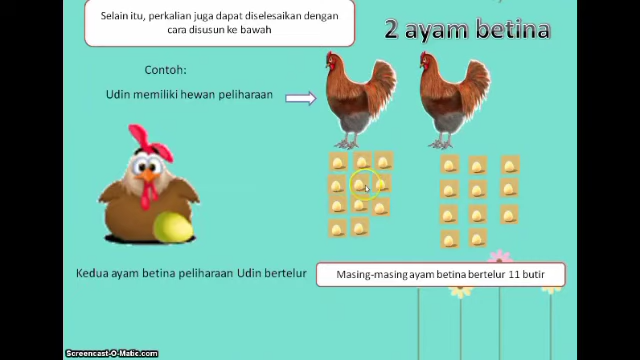 Selain itu, perkalian juga dapat diselesaikan dengan
cara disusun ke bawah
2 ayam betina
Contoh:
Udin memiliki hewan peliharaan
Kedua ayam betina peliharaan Udin bertelur
Masing-masing ayam betina bertelur 11 butir
Screencast-O-Matic.com